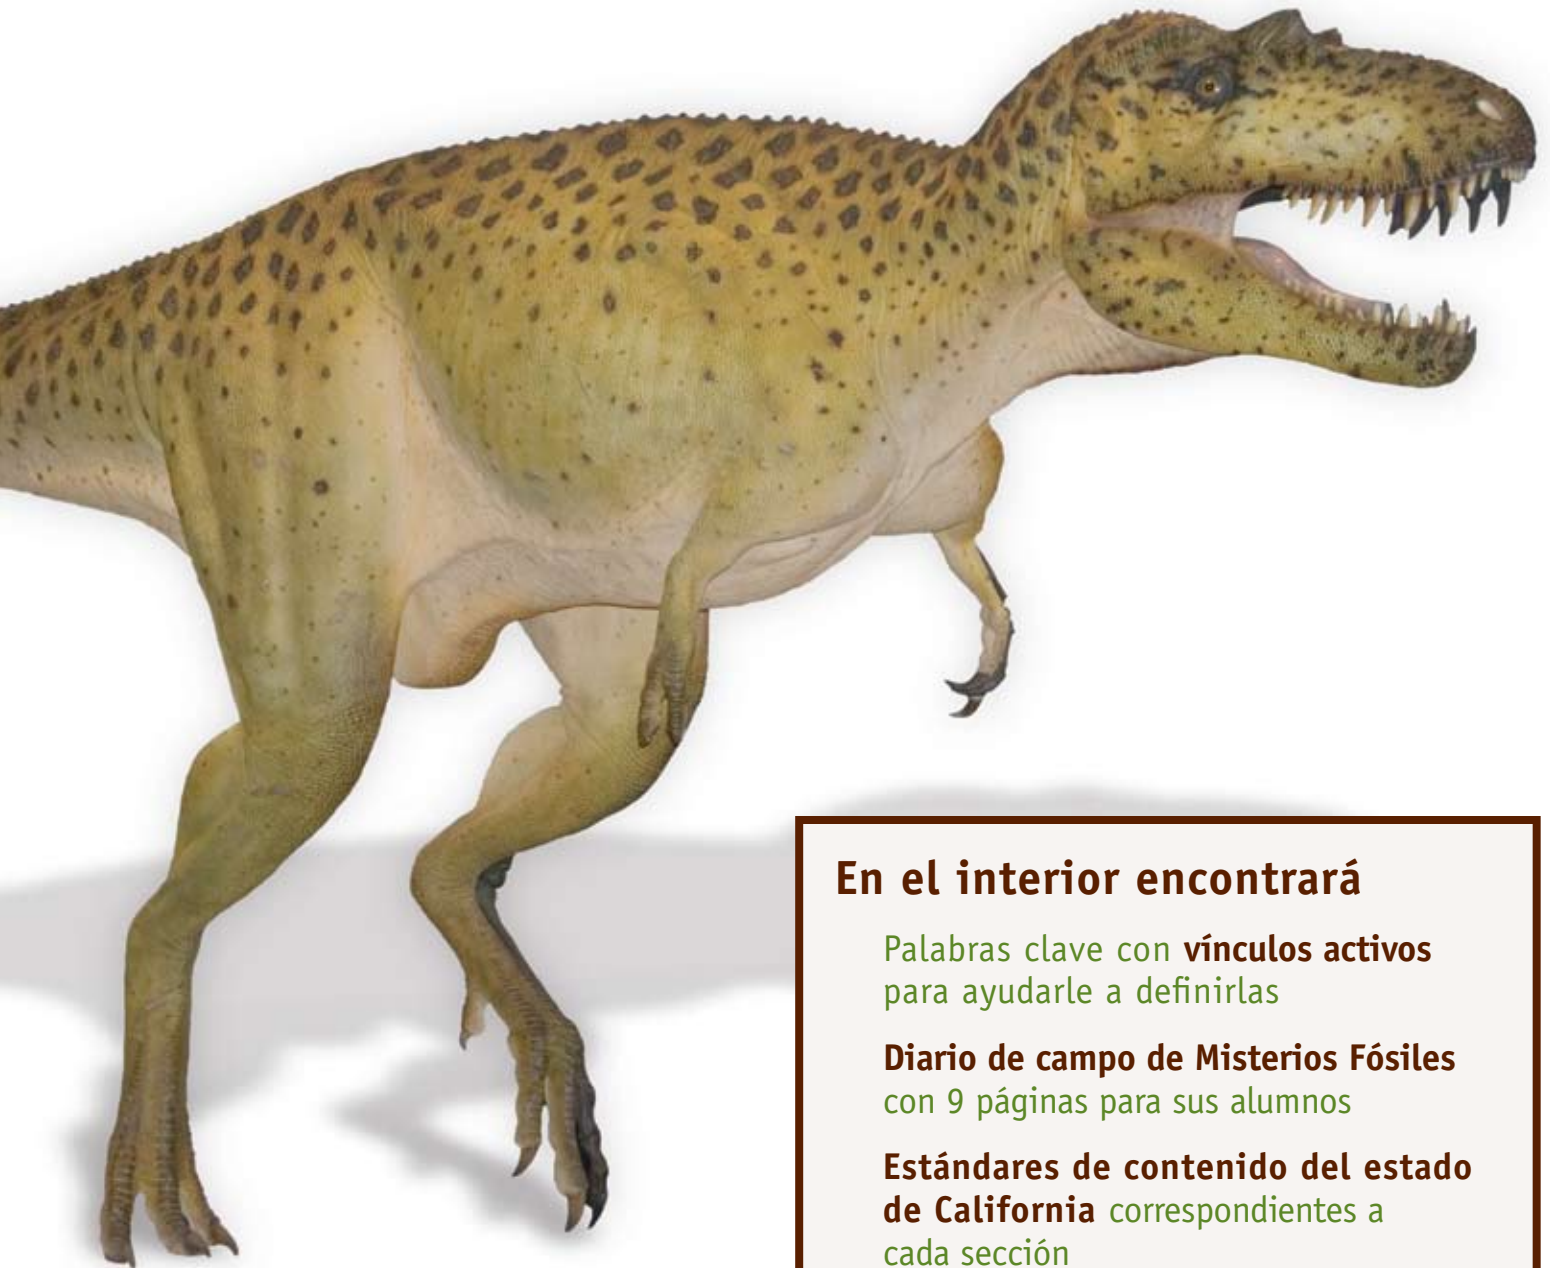 En el interior encontrará
Palabras clave con vínculos activos
para ayudarle a definirlas
Diario de campo de Misterios Fósiles
con 9 páginas para sus alumnos
Estándares de contenido del estado
de California correspondientes a
cada sección